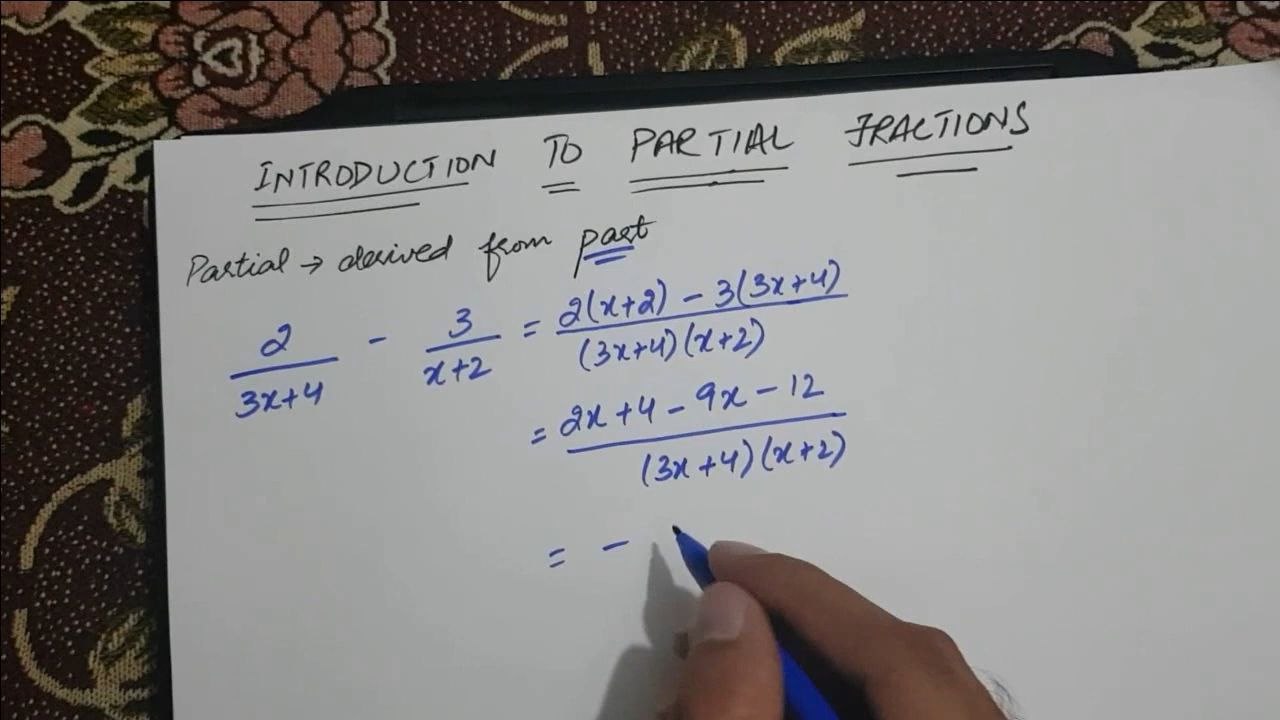 INTRODUCTION TO PARTIAL FRACTIONS
Partial → derived from part
2/(3x+4) - 3/(x+2) = (2(x+2) - 3(3x+4))/((3x+4)(x+2))
= (2x+4-9x-12)/((3x+4)(x+2))
= -